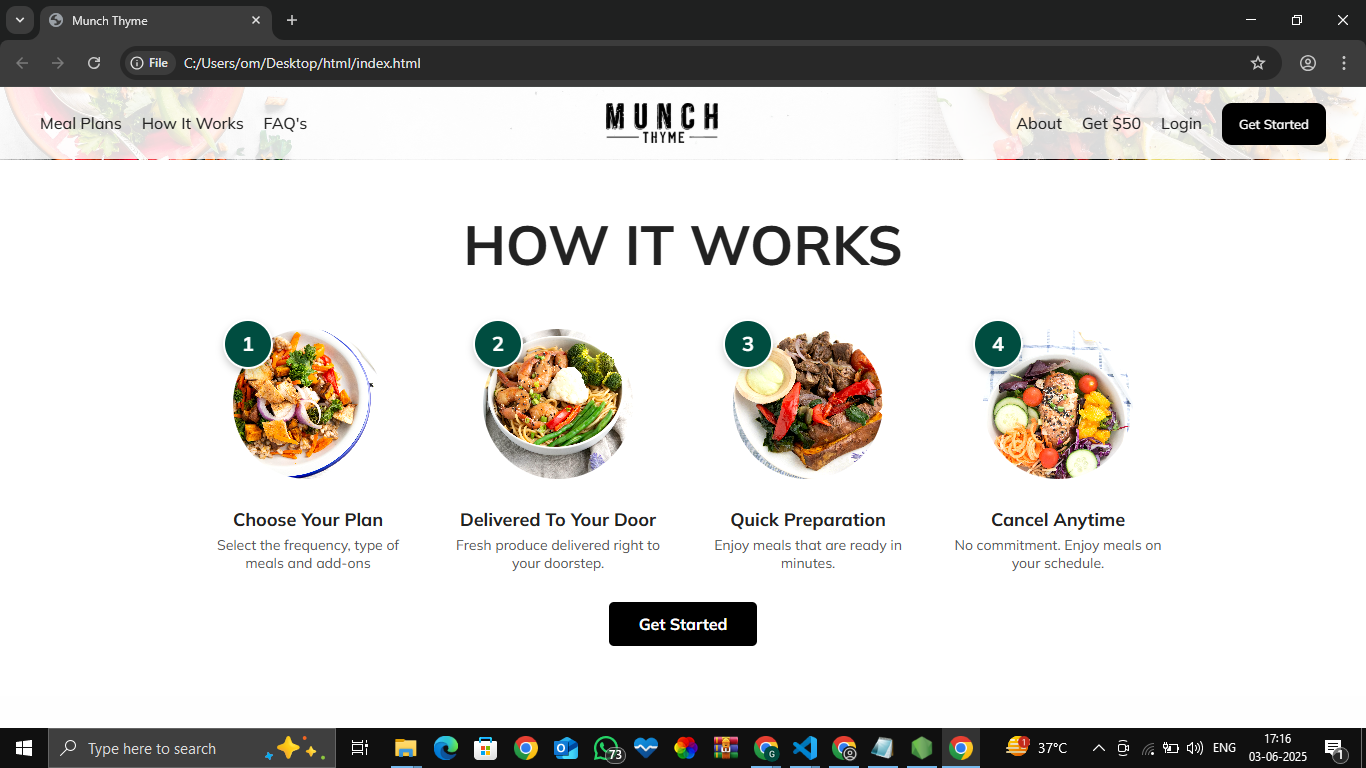 Munch Thyme
File C:/Users/om/Desktop/html/index.html
Meal Plans How It Works FAQ's
MUNCH
THYME
About Get $50 Login Get Started
HOW IT WORKS
1 2 3 4
Choose Your Plan
Select the frequency, type of
meals and add-ons
Delivered To Your Door
Fresh produce delivered right to
your doorstep.
Quick Preparation
Enjoy meals that are ready in
minutes.
Cancel Anytime
No commitment. Enjoy meals on
your schedule.
Get Started
Type here to search
73
G
1
37°C
ENG
17:16
03-06-2025
1